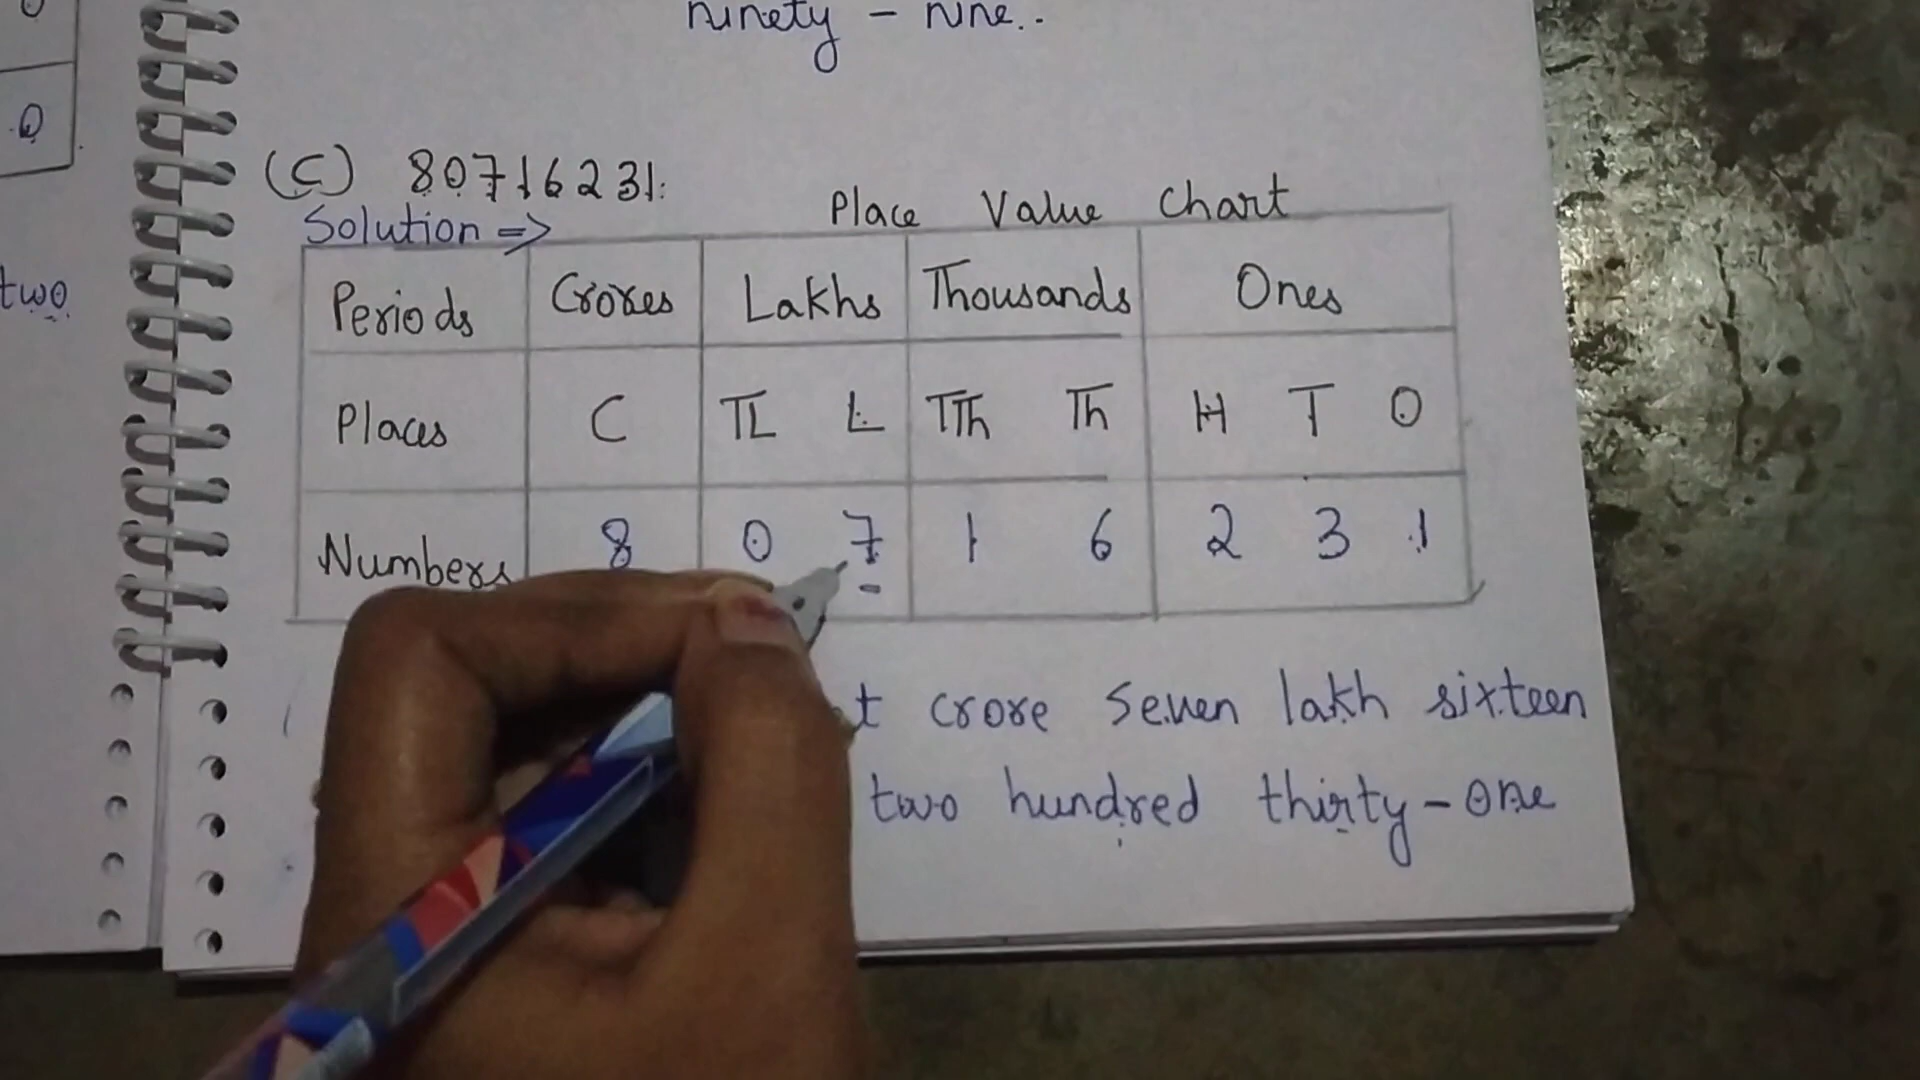 ninety - nine.
0
(C) 80716231.
Solution => Place Value Chart
two
Periods Crores Lakhs Thousands Ones
Places C TL L TTh Th H T O
Numbers 8 0 7 1 6 2 3 1
crore seven lakh sixteen
two hundred thirty-one